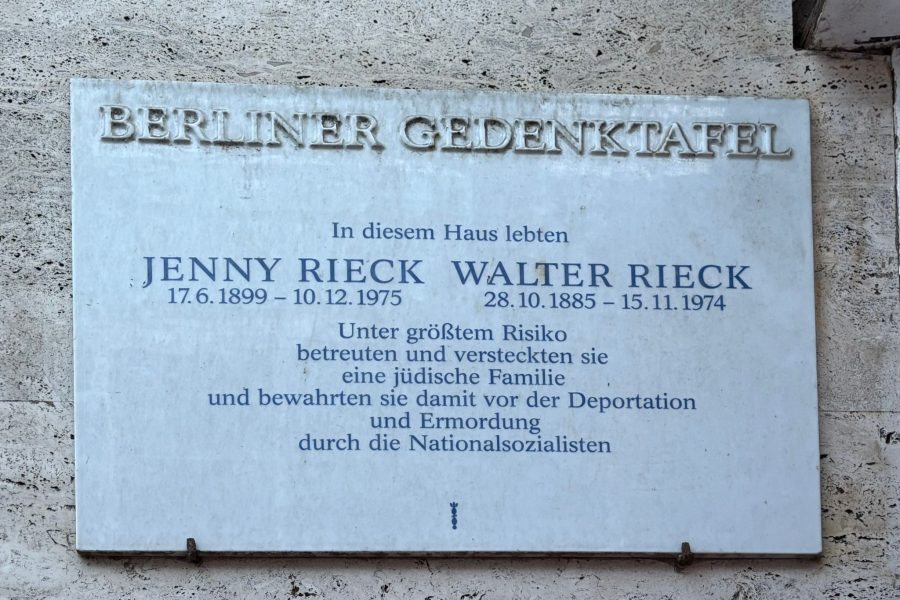 BERLINER GEDENKTAFEL
In diesem Haus lebten
JENNY RIECK WALTER RIECK
17.6.1899 – 10.12.1975 28.10.1885 – 15.11.1974
Unter größtem Risiko
betreuten und versteckten sie
eine jüdische Familie
und bewahrten sie damit vor der Deportation
und Ermordung
durch die Nationalsozialisten